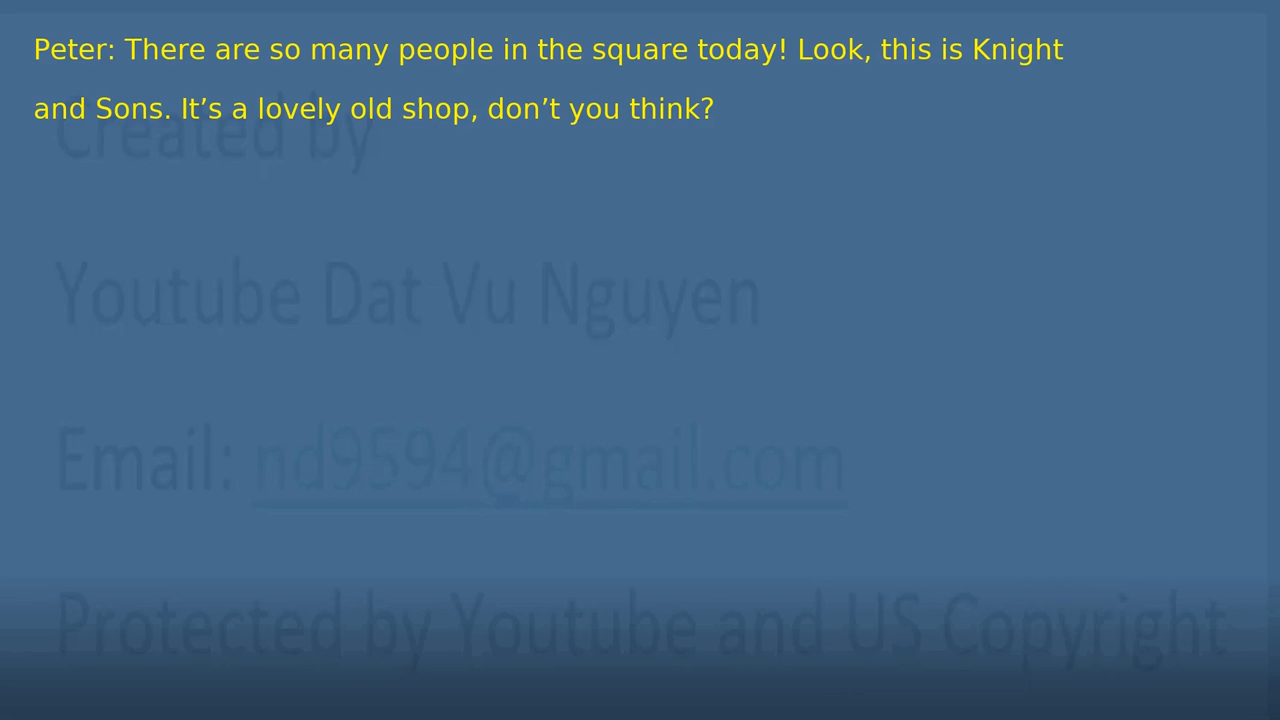 Peter: There are so many people in the square today! Look, this is Knight
and Sons. It’s a lovely old shop, don’t you think?
Created by
Youtube Dat Vu Nguyen
Email: nd9594@gmail.com
Protected by Youtube and US Copyright